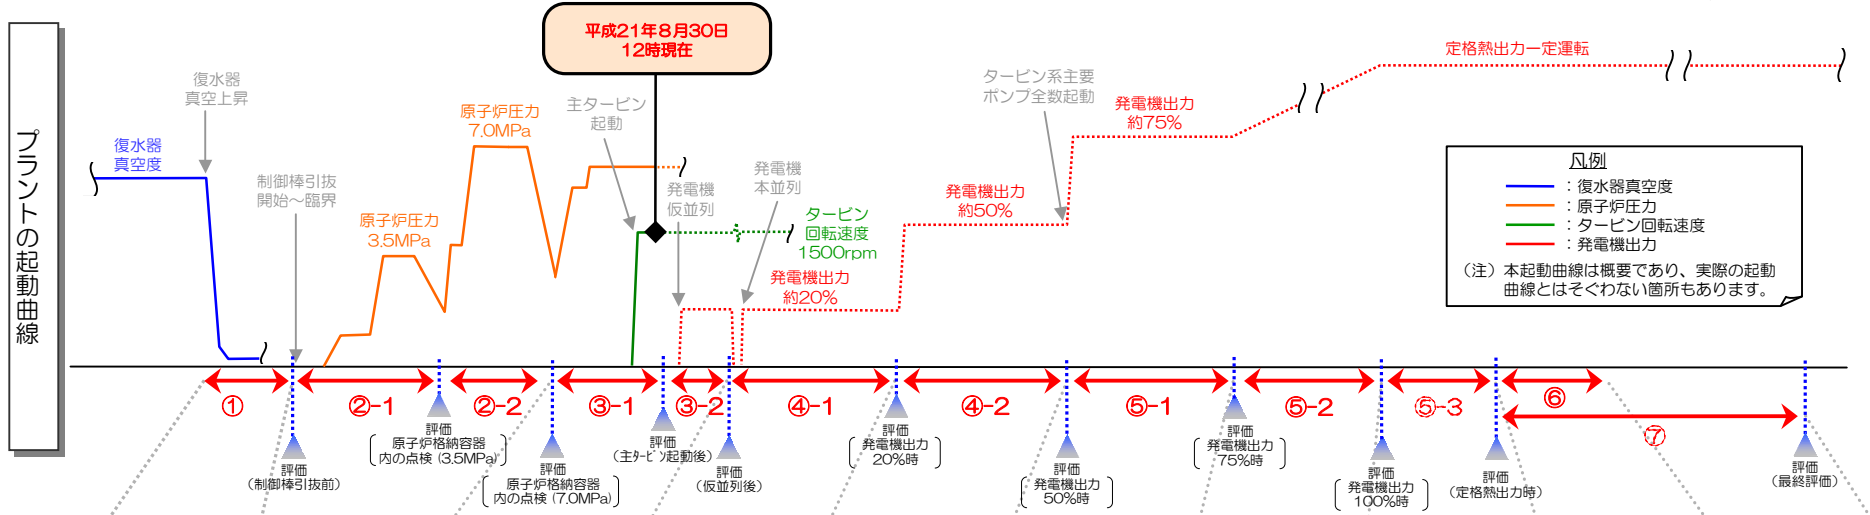 プラントの起動曲線
平成21年8月30日
12時現在
復水器
真空度
復水器
真空上昇
制御棒引抜
開始～臨界
原子炉圧力
3.5MPa
原子炉圧力
7.0MPa
主タービン
起動
発電機
仮並列
発電機
本並列
タービン
回転速度
1500rpm
発電機出力
約20%
発電機出力
約50%
タービン系主要
ポンプ全数起動
発電機出力
約75%
定格熱出力一定運転
凡例
：復水器真空度
：原子炉圧力
：タービン回転速度
：発電機出力
（注）本起動曲線は概要であり、実際の起動
曲線とはそぐわない箇所もあります。
①
②-1
②-2
③-1
③-2
④-1
④-2
⑤-1
⑤-2
⑤-3
⑥
⑦
評価
（制御棒引抜前）
評価
原子炉格納容器
内の点検（3.5MPa）
評価
原子炉格納容器
内の点検（7.0MPa）
評価
（主ﾀｰﾋﾞﾝ起動後）
評価
（仮並列後）
評価
発電機出力
20%時
評価
発電機出力
50%時
評価
発電機出力
75%時
評価
発電機出力
100%時
評価
（定格熱出力時）
評価
（最終評価）